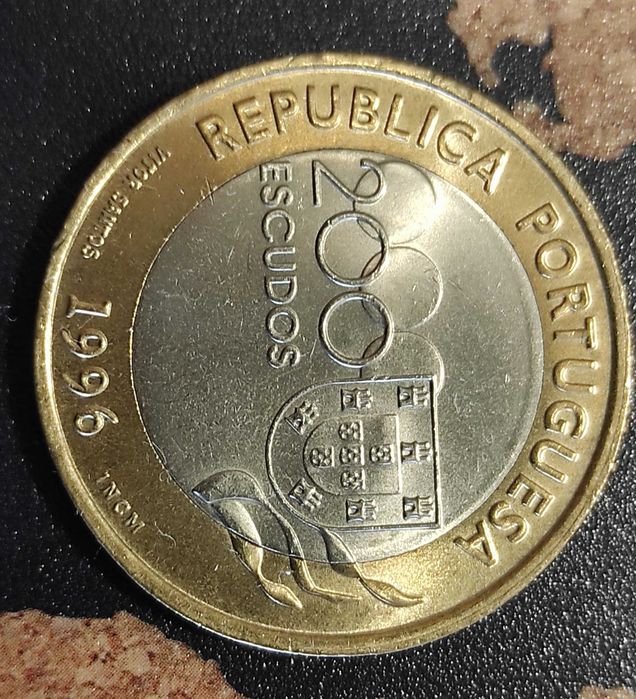 REPUBLICA PORTUGUESA
200
ESCUDOS
VITOR SANTOS
1996
INCM